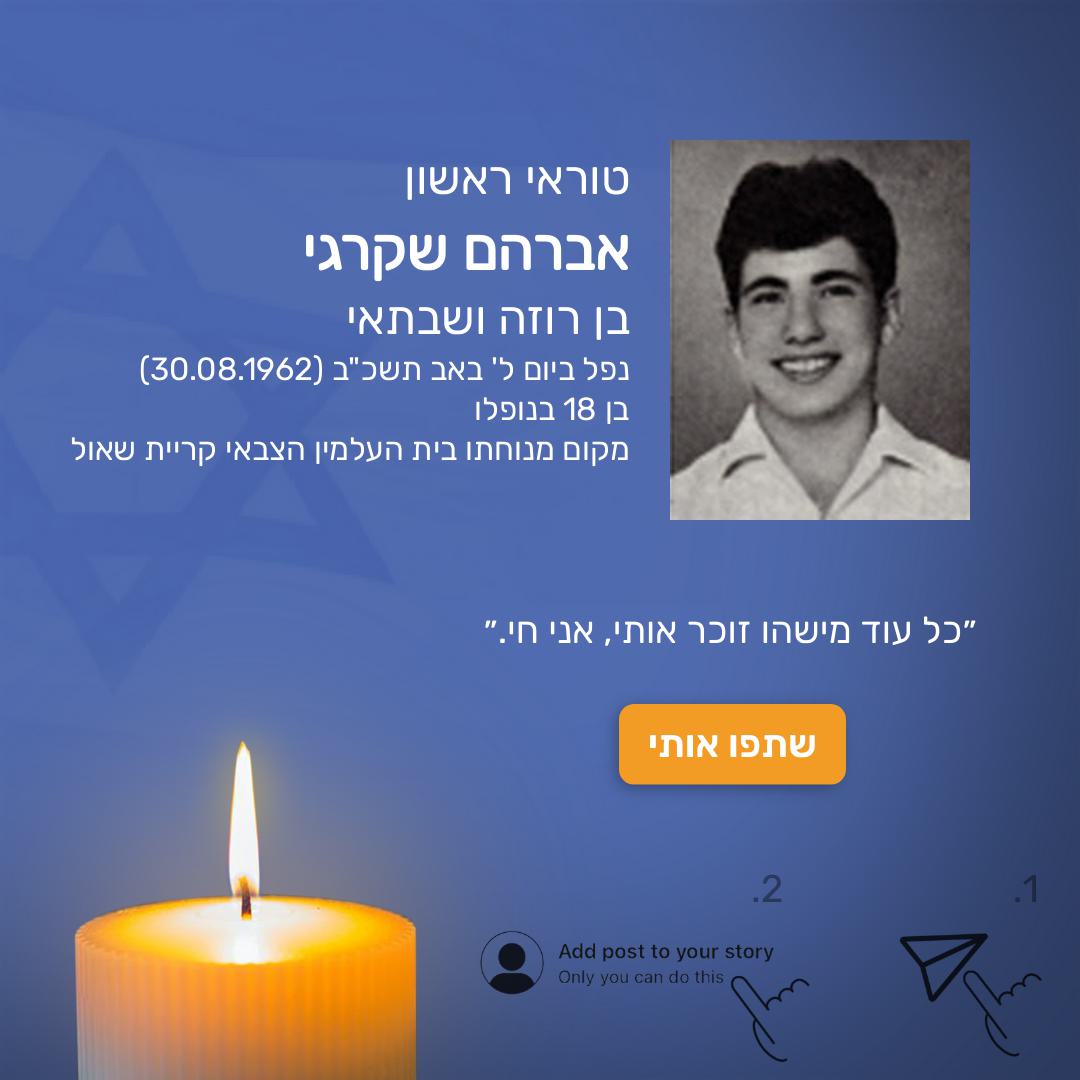 טוראי ראשון
אברהם שקרגי
בן רוזה ושבתאי
נפל ביום ל' באב תשכ"ב (30.08.1962)
בן 18 בנופלו
מקום מנוחתו בית העלמין הצבאי קריית שאול
״כל עוד מישהו זוכר אותי, אני חי.״
שתפו אותי
.1
.2
Add post to your story
Only you can do this